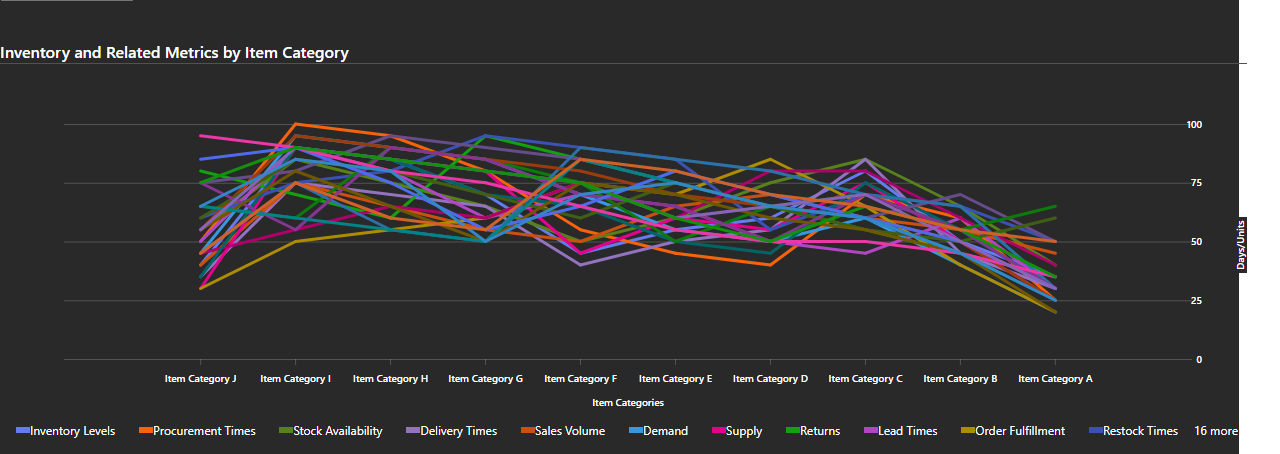 Inventory and Related Metrics by Item Category
100
75
50
25
0
Days/Units
Item Category J Item Category I Item Category H Item Category G Item Category F Item Category E Item Category D Item Category C Item Category B Item Category A
Item Categories
Inventory Levels Procurement Times Stock Availability Delivery Times Sales Volume Demand Supply Returns Lead Times Order Fulfillment Restock Times 16 more